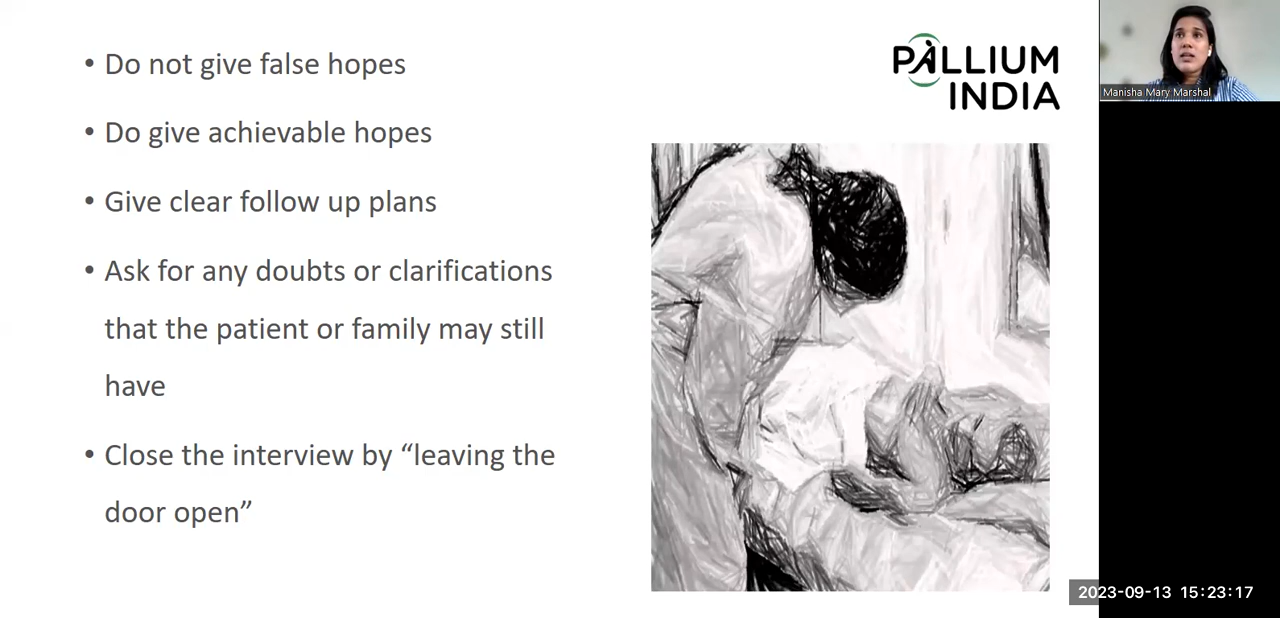 • Do not give false hopes
• Do give achievable hopes
• Give clear follow up plans
• Ask for any doubts or clarifications
that the patient or family may still
have
• Close the interview by “leaving the
door open”
PALLIUM
INDIA
Manisha Mary Marshal
2023-09-13 15:23:17